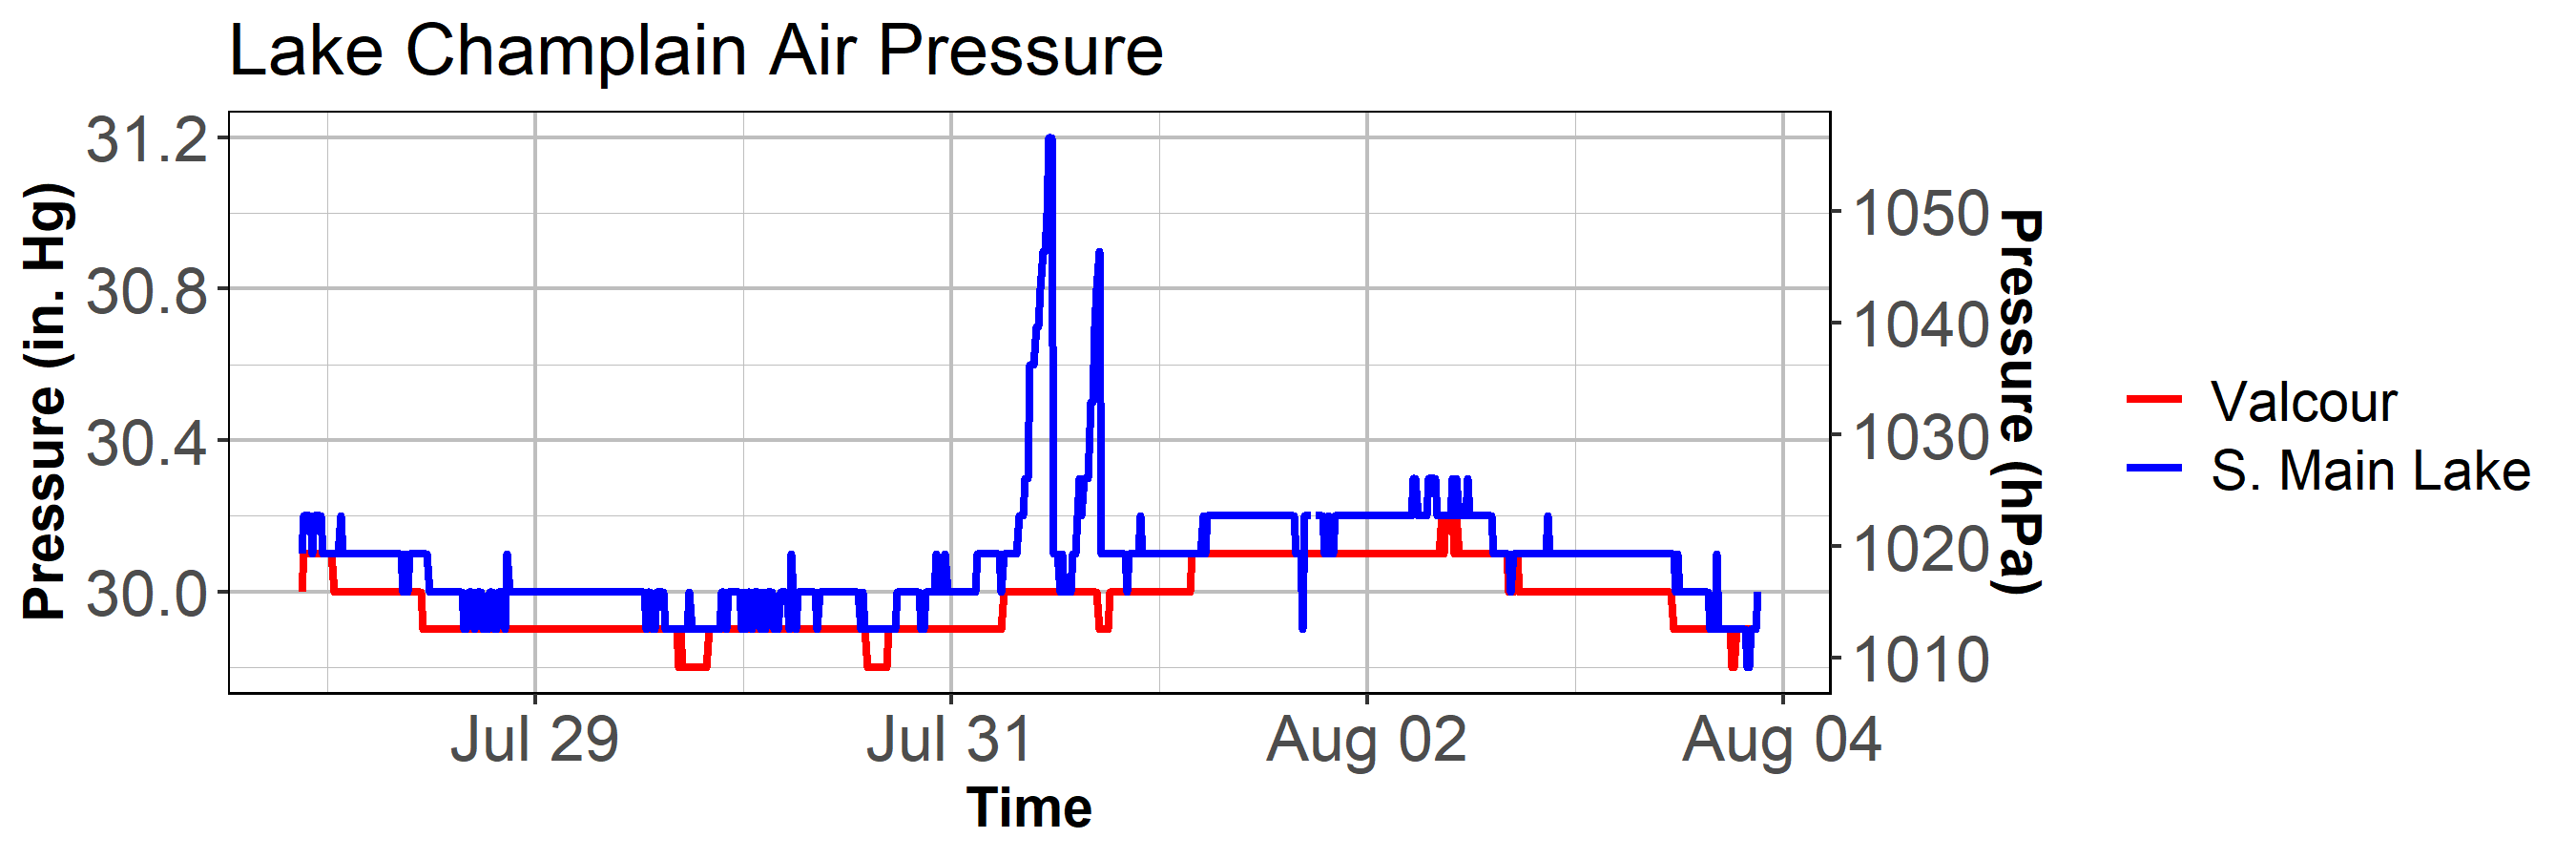 Lake Champlain Air Pressure
Pressure (in. Hg)
31.2
30.8
30.4
30.0
1050
1040
1030
1020
1010
Pressure (hPa)
Valcour
S. Main Lake
Jul 29
Jul 31
Aug 02
Aug 04
Time